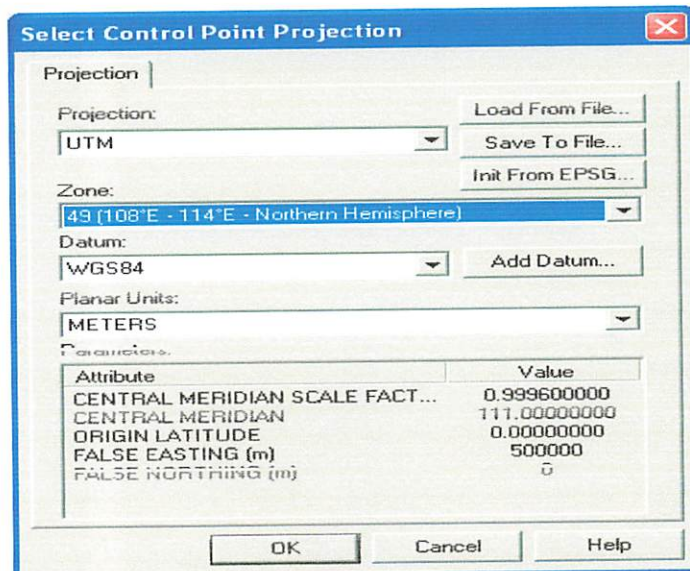 Select Control Point Projection
Projection
Projection:
Load From File...
UTM
Save To File...
Init From EPSG...
Zone:
49 (108°E - 114°E - Northern Hemisphere)
Datum:
WGS84
Add Datum...
Planar Units:
METERS
Parameters:
Attribute Value
CENTRAL MERIDIAN SCALE FACT... 0.999600000
CENTRAL MERIDIAN 111.00000000
ORIGIN LATITUDE 0.00000000
FALSE EASTING (m) 500000
FALSE NORTHING (m) 0
OK Cancel Help